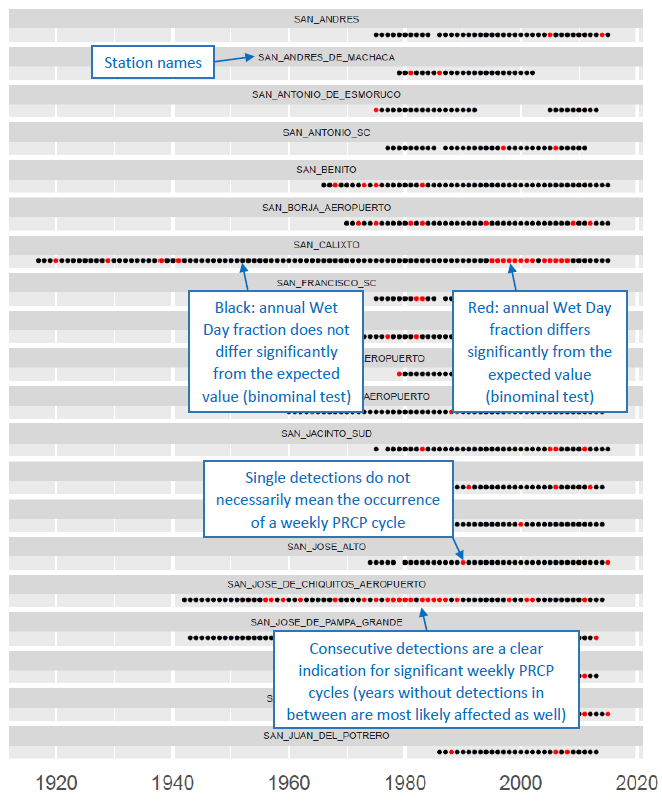 SAN_ANDRES
Station names
SAN_ANDRES_DE_MACHACA
SAN_ANTONIO_DE_ESMORUCO
SAN_ANTONIO_SC
SAN_BENITO
SAN_BORJA_AEROPUERTO
SAN_CALIXTO
SAN_FRANCISCO_SC
Black: annual Wet
Day fraction does not
differ significantly
from the expected
value (binominal test)
Red: annual Wet Day
fraction differs
significantly from the
expected value
(binominal test)
EROPUERTO
AEROPUERTO
SAN_JACINTO_SUD
Single detections do not
necessarily mean the occurrence
of a weekly PRCP cycle
SAN_JOSE_ALTO
SAN_JOSE_DE_CHIQUITOS_AEROPUERTO
SAN_JOSE_DE_PAMPA_GRANDE
Consecutive detections are a clear
indication for significant weekly PRCP
cycles (years without detections in
between are most likely affected as well)
S
SAN_JUAN_DEL_POTRERO
1920 1940 1960 1980 2000 2020